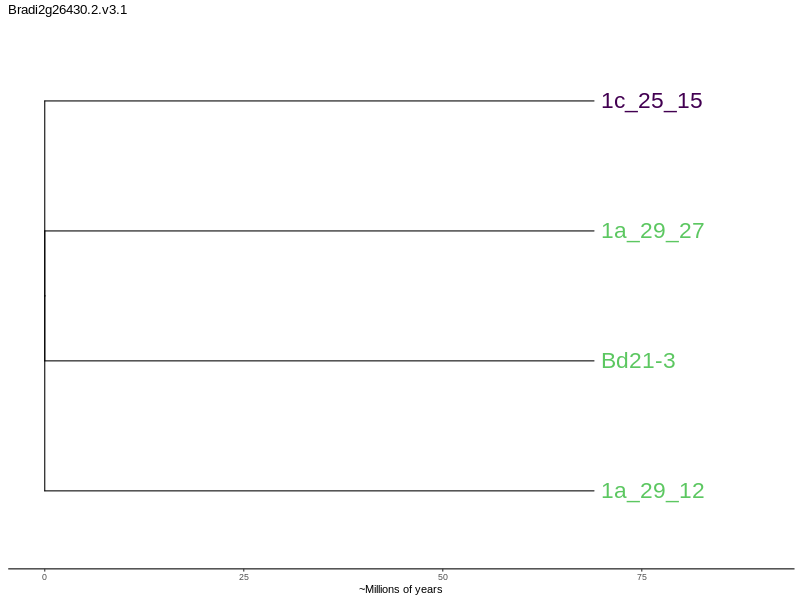 Bradi2g26430.2.v3.1
1c_25_15
1a_29_27
Bd21-3
1a_29_12
0 25 50 75
~Millions of years